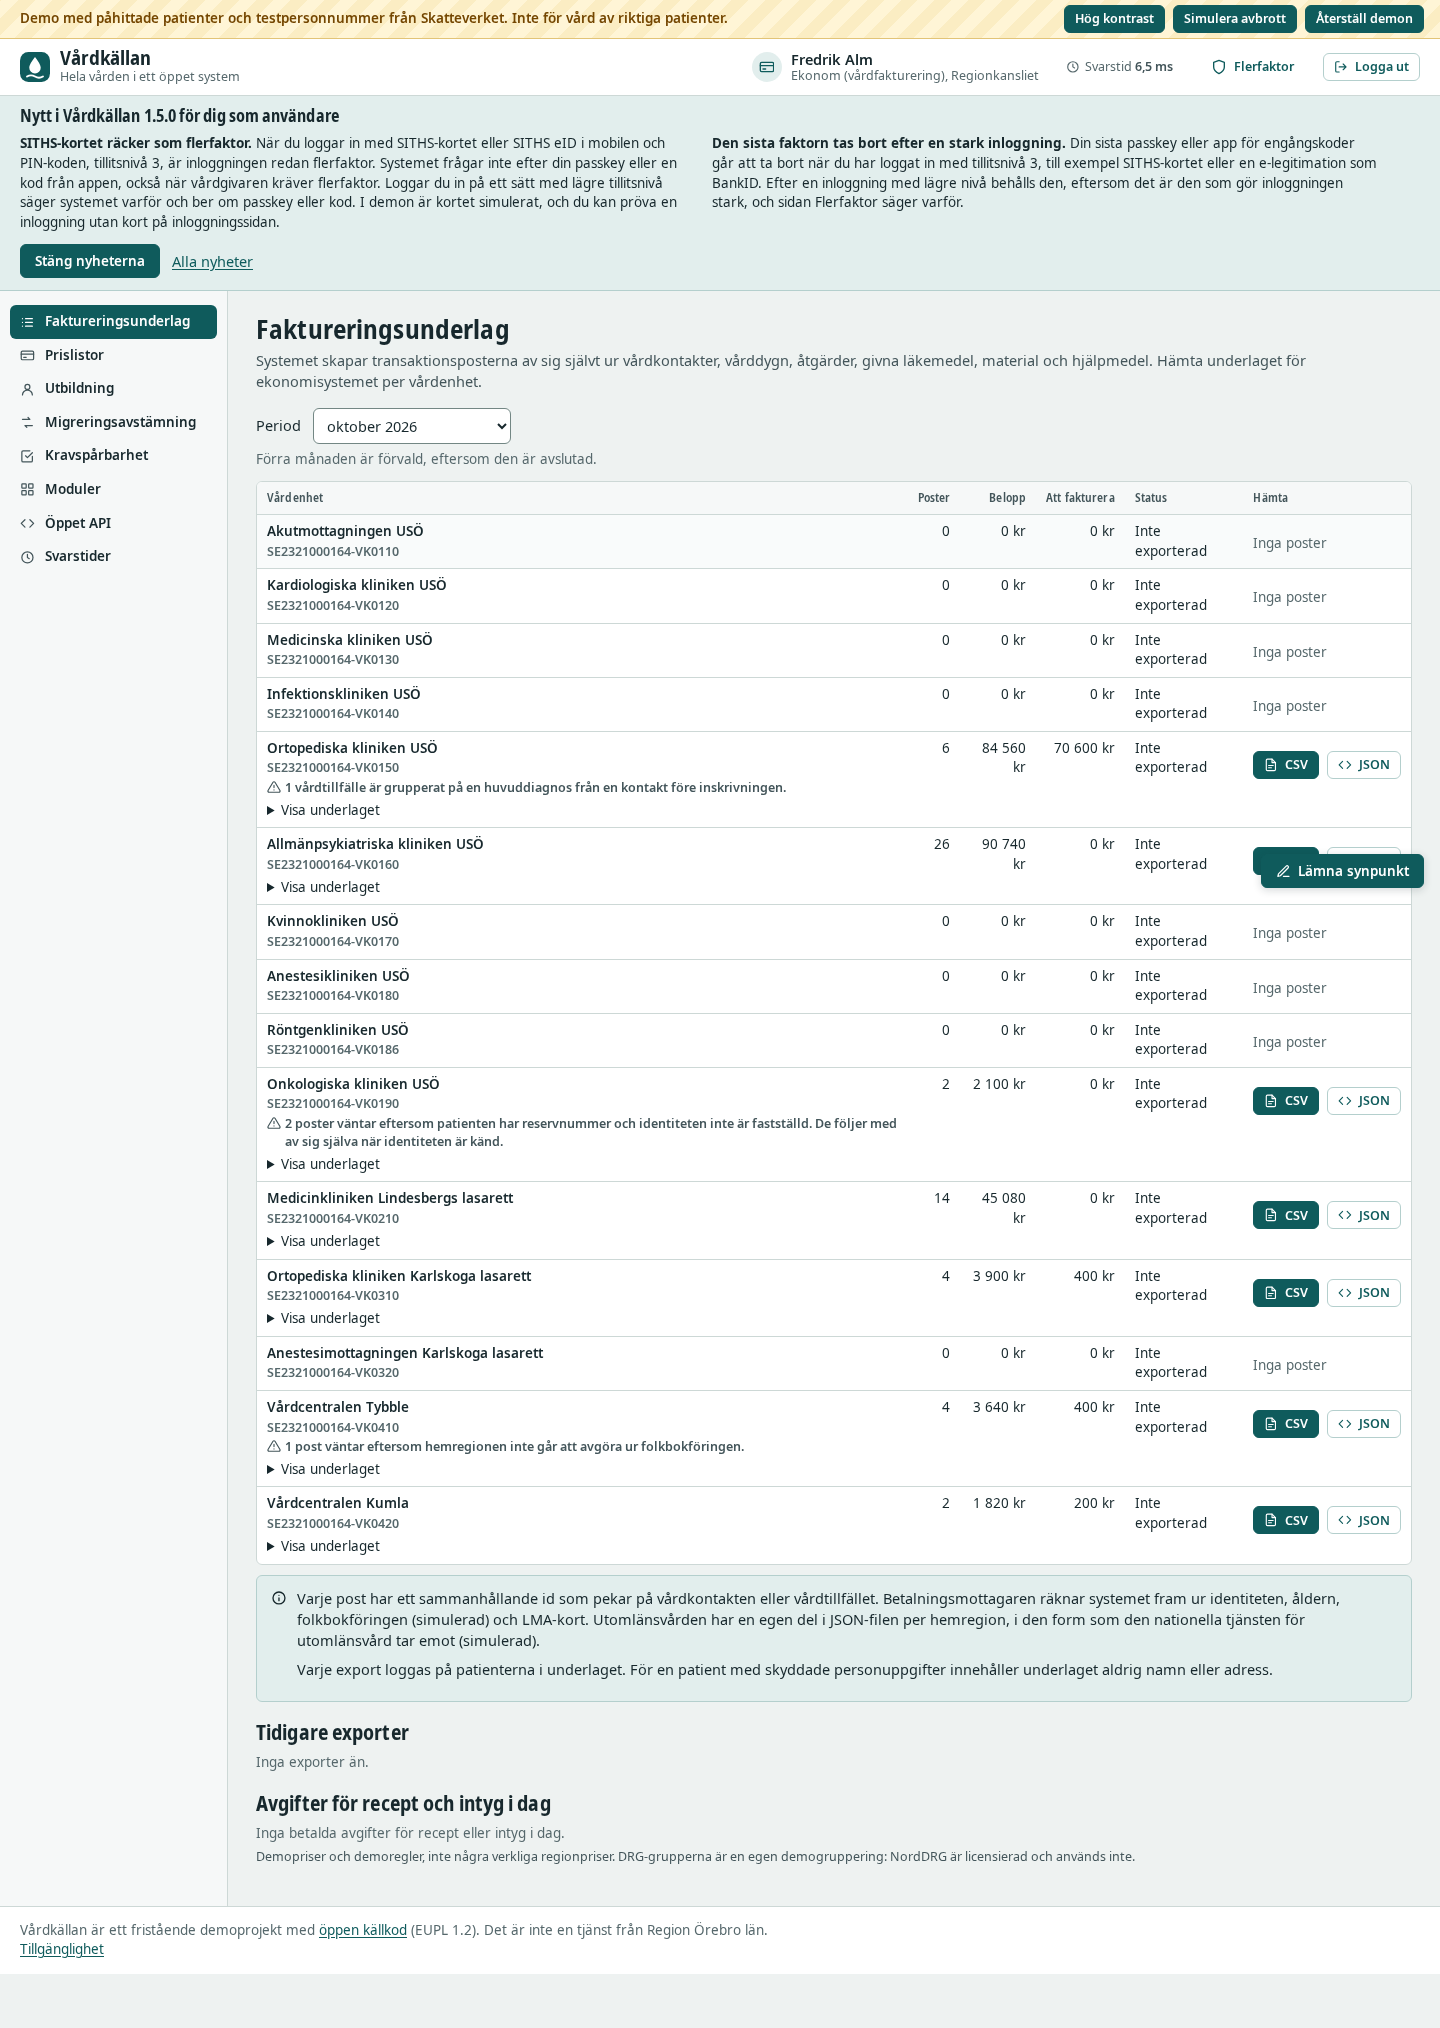 Demo med påhittade patienter och testpersonnummer från Skatteverket. Inte för vård av riktiga patienter.
Hög kontrast
Simulera avbrott
Återställ demon
Vårdkällan
Hela vården i ett öppet system
Fredrik Alm
Ekonom (vårdfakturering), Regionkansliet
Svarstid 6,5 ms
Flerfaktor
Logga ut
Nytt i Vårdkällan 1.5.0 för dig som användare
SITHS-kortet räcker som flerfaktor. När du loggar in med SITHS-kortet eller SITHS eID i mobilen och
PIN-koden, tillitsnivå 3, är inloggningen redan flerfaktor. Systemet frågar inte efter din passkey eller en
kod från appen, också när vårdgivaren kräver flerfaktor. Loggar du in på ett sätt med lägre tillitsnivå
säger systemet varför och ber om passkey eller kod. I demon är kortet simulerat, och du kan pröva en
inloggning utan kort på inloggningssidan.
Den sista faktorn tas bort efter en stark inloggning. Din sista passkey eller app för engångskoder
går att ta bort när du har loggat in med tillitsnivå 3, till exempel SITHS-kortet eller en e-legitimation som
BankID. Efter en inloggning med lägre nivå behålls den, eftersom det är den som gör inloggningen
stark, och sidan Flerfaktor säger varför.
Stäng nyheterna
Alla nyheter
Faktureringsunderlag
Prislistor
Utbildning
Migreringsavstämning
Kravspårbarhet
Moduler
Öppet API
Svarstider
Faktureringsunderlag
Systemet skapar transaktionsposterna av sig självt ur vårdkontakter, vårddygn, åtgärder, givna läkemedel, material och hjälpmedel. Hämta underlaget för
ekonomisystemet per vårdenhet.
Period
oktober 2026
Förra månaden är förvald, eftersom den är avslutad.
Vårdenhet Poster Belopp Att fakturera Status Hämta
Akutmottagningen USÖ 0 0 kr 0 kr Inte
SE2321000164-VK0110 exporterad Inga poster
Kardiologiska kliniken USÖ 0 0 kr 0 kr Inte
SE2321000164-VK0120 exporterad Inga poster
Medicinska kliniken USÖ 0 0 kr 0 kr Inte
SE2321000164-VK0130 exporterad Inga poster
Infektionskliniken USÖ 0 0 kr 0 kr Inte
SE2321000164-VK0140 exporterad Inga poster
Ortopediska kliniken USÖ 6 84 560 70 600 kr Inte
SE2321000164-VK0150 kr exporterad CSV JSON
1 vårdtillfälle är grupperat på en huvuddiagnos från en kontakt före inskrivningen.
Visa underlaget
Allmänpsykiatriska kliniken USÖ 26 90 740 0 kr Inte
SE2321000164-VK0160 kr exporterad
Visa underlaget
Lämna synpunkt
Kvinnokliniken USÖ 0 0 kr 0 kr Inte
SE2321000164-VK0170 exporterad Inga poster
Anestesikliniken USÖ 0 0 kr 0 kr Inte
SE2321000164-VK0180 exporterad Inga poster
Röntgenkliniken USÖ 0 0 kr 0 kr Inte
SE2321000164-VK0186 exporterad Inga poster
Onkologiska kliniken USÖ 2 2 100 kr 0 kr Inte
SE2321000164-VK0190 exporterad CSV JSON
2 poster väntar eftersom patienten har reservnummer och identiteten inte är fastställd. De följer med
av sig själva när identiteten är känd.
Visa underlaget
Medicinkliniken Lindesbergs lasarett 14 45 080 0 kr Inte
SE2321000164-VK0210 kr exporterad CSV JSON
Visa underlaget
Ortopediska kliniken Karlskoga lasarett 4 3 900 kr 400 kr Inte
SE2321000164-VK0310 exporterad CSV JSON
Visa underlaget
Anestesimottagningen Karlskoga lasarett 0 0 kr 0 kr Inte
SE2321000164-VK0320 exporterad Inga poster
Vårdcentralen Tybble 4 3 640 kr 400 kr Inte
SE2321000164-VK0410 exporterad CSV JSON
1 post väntar eftersom hemregionen inte går att avgöra ur folkbokföringen.
Visa underlaget
Vårdcentralen Kumla 2 1 820 kr 200 kr Inte
SE2321000164-VK0420 exporterad CSV JSON
Visa underlaget
Varje post har ett sammanhållande id som pekar på vårdkontakten eller vårdtillfället. Betalningsmottagaren räknar systemet fram ur identiteten, åldern,
folkbokföringen (simulerad) och LMA-kort. Utomlänsvården har en egen del i JSON-filen per hemregion, i den form som den nationella tjänsten för
utomlänsvård tar emot (simulerad).
Varje export loggas på patienterna i underlaget. För en patient med skyddade personuppgifter innehåller underlaget aldrig namn eller adress.
Tidigare exporter
Inga exporter än.
Avgifter för recept och intyg i dag
Inga betalda avgifter för recept eller intyg i dag.
Demopriser och demoregler, inte några verkliga regionpriser. DRG-grupperna är en egen demogruppering: NordDRG är licensierad och används inte.
Vårdkällan är ett fristående demoprojekt med öppen källkod (EUPL 1.2). Det är inte en tjänst från Region Örebro län.
Tillgänglighet